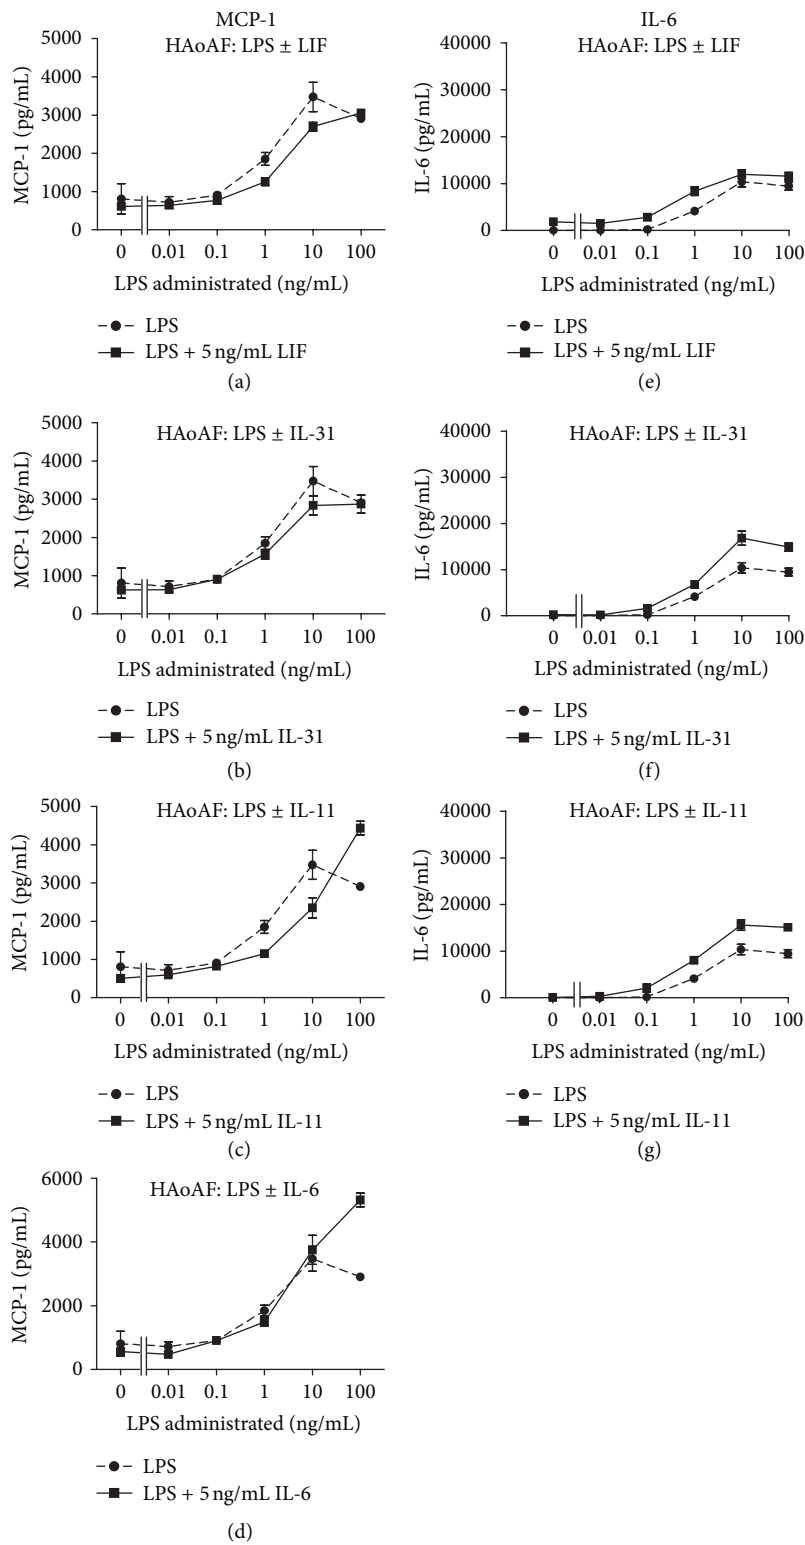 MCP-1
HAoAF: LPS ± LIF
5000
4000
3000
2000
1000
0
MCP-1 (pg/mL)
0 0.01 0.1 1 10 100
LPS administrated (ng/mL)
LPS
LPS + 5 ng/mL LIF
(a)
IL-6
HAoAF: LPS ± LIF
40000
30000
20000
10000
0
IL-6 (pg/mL)
0 0.01 0.1 1 10 100
LPS administrated (ng/mL)
LPS
LPS + 5 ng/mL LIF
(e)
HAoAF: LPS ± IL-31
5000
4000
3000
2000
1000
0
MCP-1 (pg/mL)
0 0.01 0.1 1 10 100
LPS administrated (ng/mL)
LPS
LPS + 5 ng/mL IL-31
(b)
HAoAF: LPS ± IL-31
40000
30000
20000
10000
0
IL-6 (pg/mL)
0 0.01 0.1 1 10 100
LPS administrated (ng/mL)
LPS
LPS + 5 ng/mL IL-31
(f)
HAoAF: LPS ± IL-11
5000
4000
3000
2000
1000
0
MCP-1 (pg/mL)
0 0.01 0.1 1 10 100
LPS administrated (ng/mL)
LPS
LPS + 5 ng/mL IL-11
(c)
HAoAF: LPS ± IL-11
40000
30000
20000
10000
0
IL-6 (pg/mL)
0 0.01 0.1 1 10 100
LPS administrated (ng/mL)
LPS
LPS + 5 ng/mL IL-11
(g)
HAoAF: LPS ± IL-6
6000
4000
2000
0
MCP-1 (pg/mL)
0 0.01 0.1 1 10 100
LPS administrated (ng/mL)
LPS
LPS + 5 ng/mL IL-6
(d)